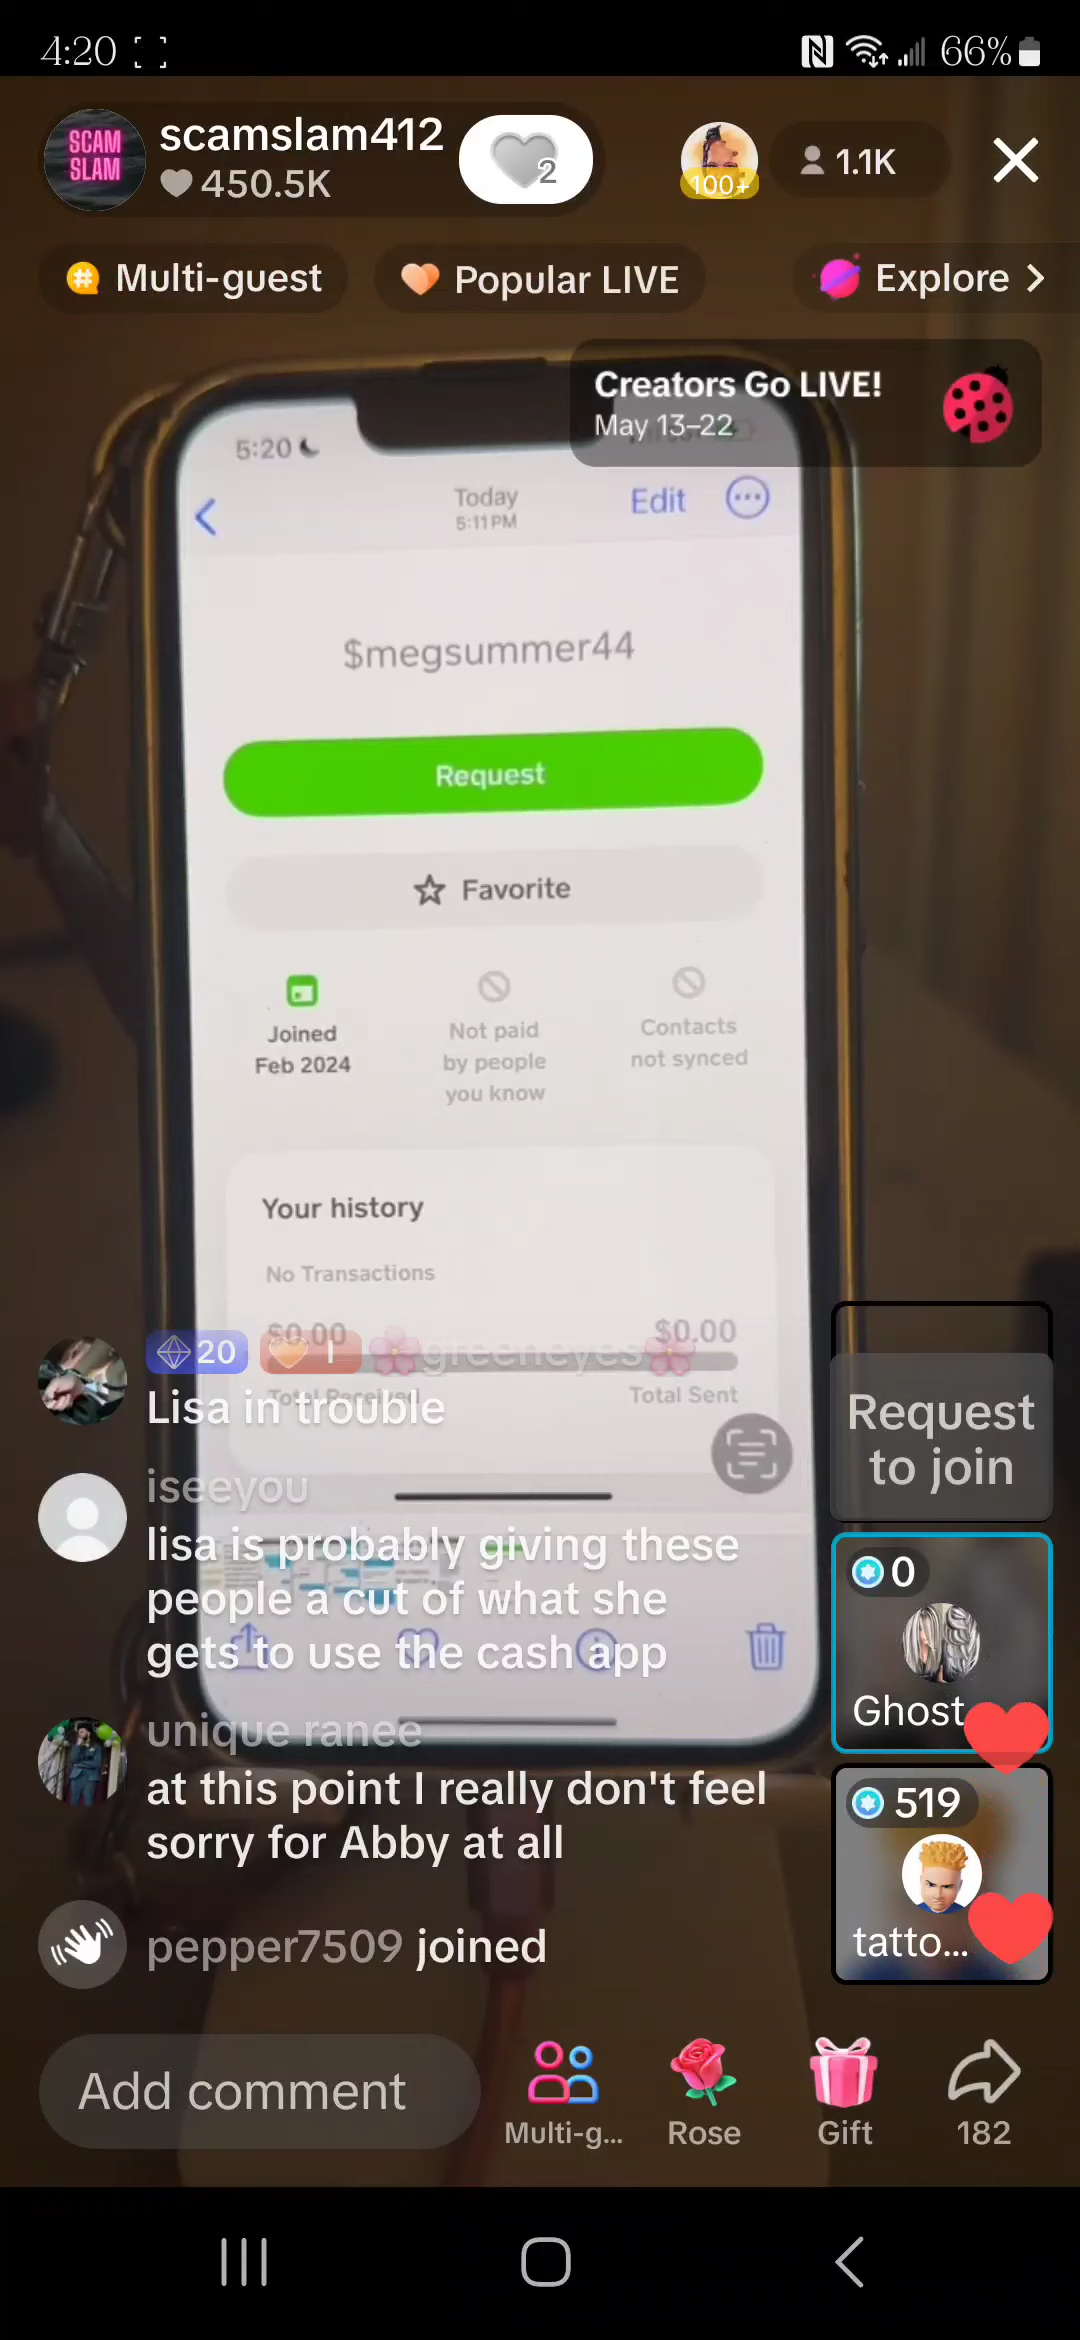 4:20
66%
SCAM
SLAM
scamslam412
450.5K
2
100+
1.1K
Multi-guest
Popular LIVE
Explore
Creators Go LIVE!
May 13–22
5:20
Today
5:11 PM
Edit
$megsummer44
Request
Favorite
Joined
Feb 2024
Not paid
by people
you know
Contacts
not synced
Your history
No Transactions
$0.00
$0.00
Total Received
Total Sent
20
I
greeneyes
Lisa in trouble
iseeyou
lisa is probably giving these
people a cut of what she
gets to use the cash app
unique ranee
at this point I really don't feel
sorry for Abby at all
pepper7509 joined
Request
to join
0
Ghost
519
tatto...
Add comment
Multi-g...
Rose
Gift
182